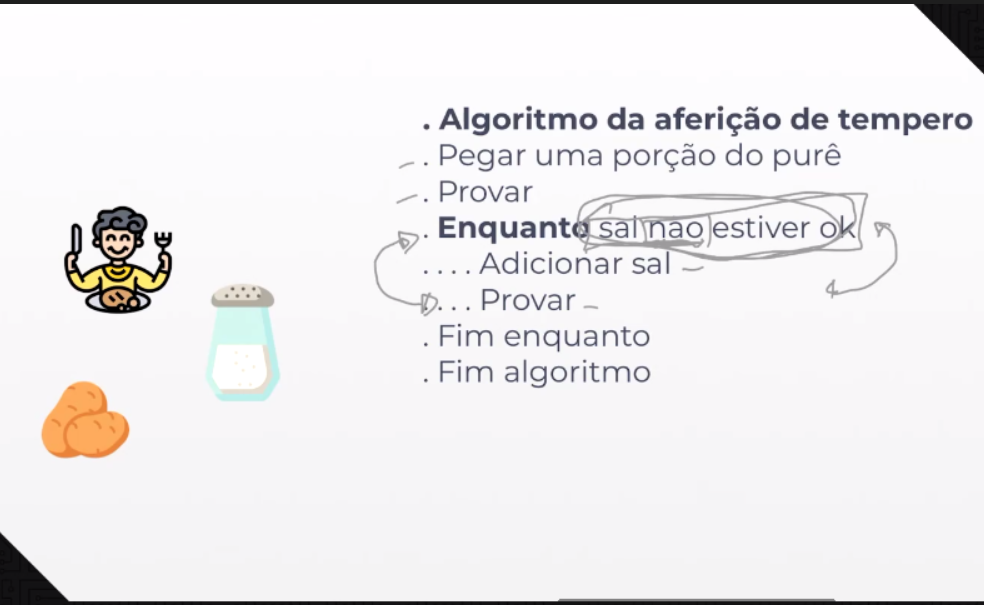 . Algoritmo da aferição de tempero
. Pegar uma porção do purê
. Provar
. Enquanto sal nao estiver ok
. . . . Adicionar sal
. . . . Provar
. Fim enquanto
. Fim algoritmo